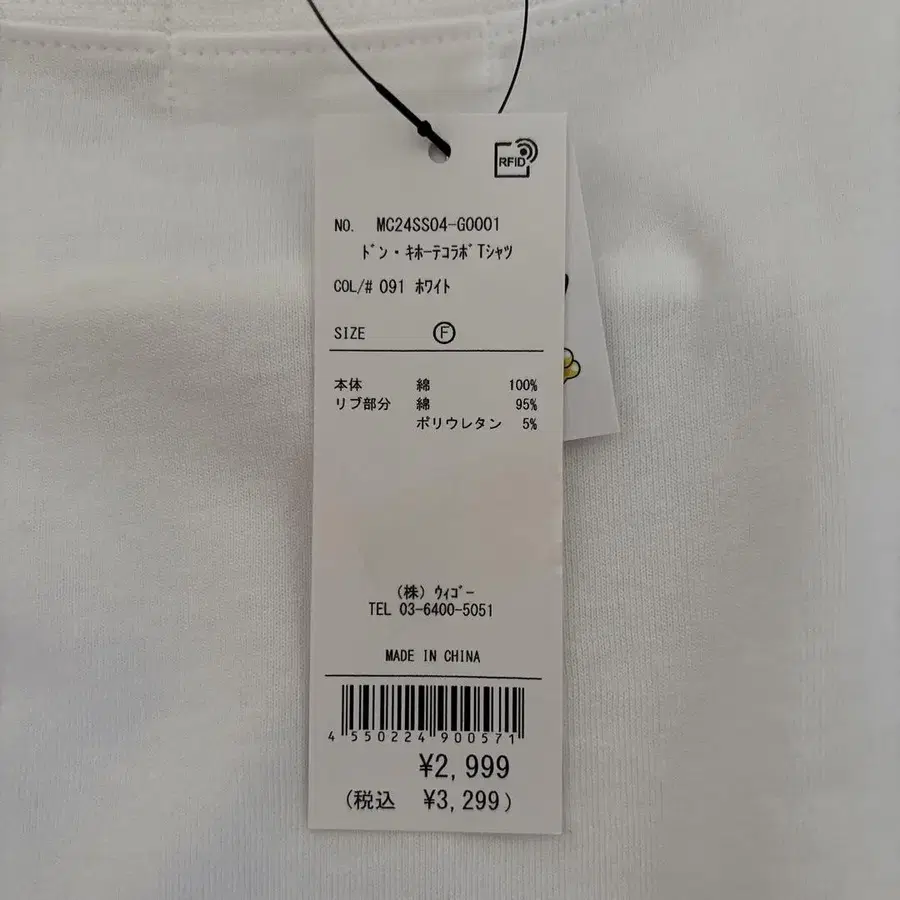 RFID
NO. MC24SS04-G0001
ﾄﾞﾝ・ｷﾎｰﾃｺﾗﾎﾞTｼｬﾂ
COL/# 091 ﾎﾜｲﾄ
SIZE Ⓕ
本体 綿 100%
リブ部分 綿 95%
ポリウレタン 5%
(株) ｳｨｺﾞｰ
TEL 03-6400-5051
MADE IN CHINA
4 550224 900571
¥2,999
(税込 ¥3,299)